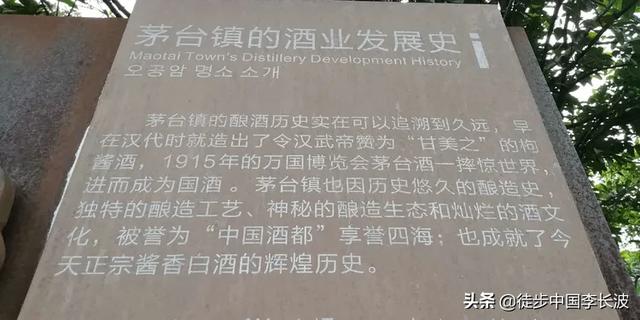 茅台镇的酒业发展史
Maotai Town's Distillery Development History
오공암 명소 소개
茅台镇的酿酒历史实在可以追溯到久远，早
在汉代时就造出了令汉武帝赞为“甘美之”的枸
酱酒，1915年的万国博览会茅台酒一摔惊世界，
进而成为国酒。茅台镇也因历史悠久的酿造史，
独特的酿造工艺、神秘的酿造生态和灿烂的酒文
化，被誉为“中国酒都”享誉四海；也成就了今
天正宗酱香白酒的辉煌历史。
头条 @徒步中国李长波